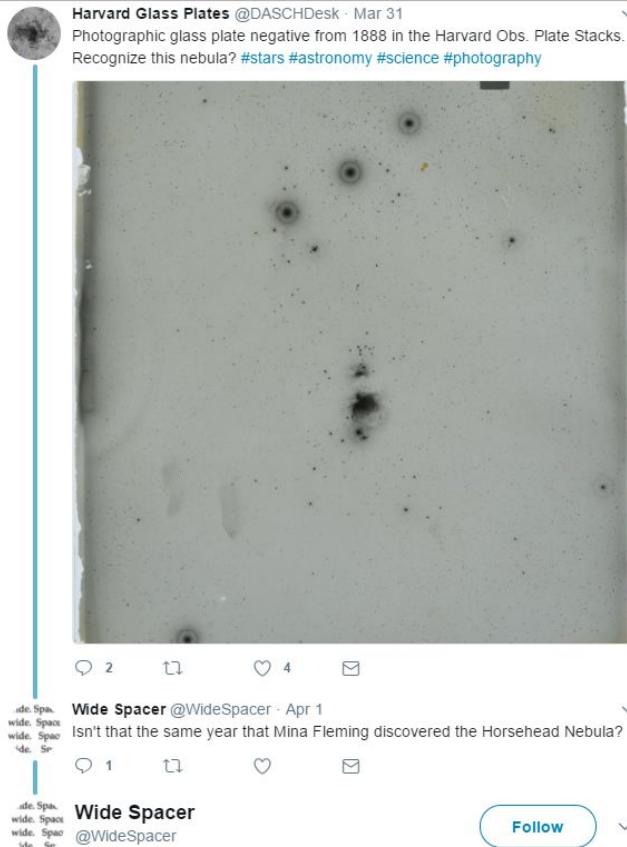 Harvard Glass Plates @DASCHDesk · Mar 31
Photographic glass plate negative from 1888 in the Harvard Obs. Plate Stacks.
Recognize this nebula? #stars #astronomy #science #photography
2 4
Wide Spacer @WideSpacer · Apr 1
Isn't that the same year that Mina Fleming discovered the Horsehead Nebula?
1
Wide Spacer
@WideSpacer
Follow